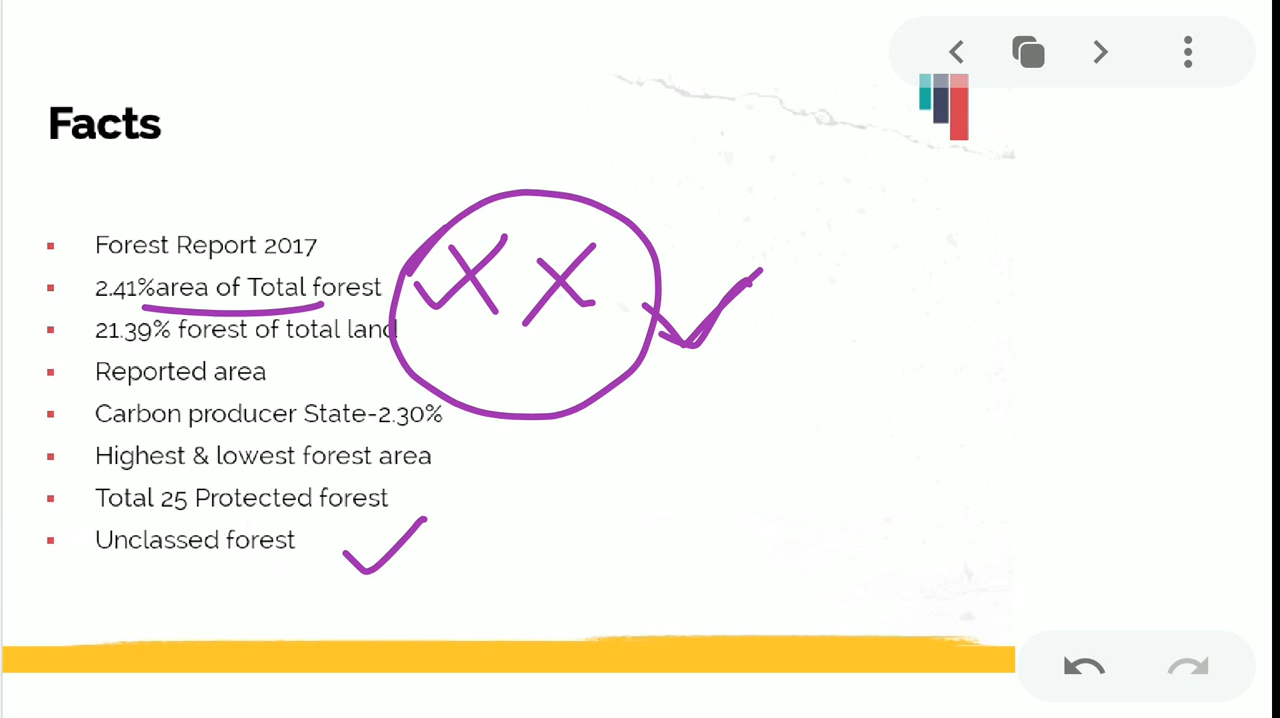 Facts
Forest Report 2017
2.41%area of Total forest
21.39% forest of total land
Reported area
Carbon producer State-2.30%
Highest & lowest forest area
Total 25 Protected forest
Unclassed forest